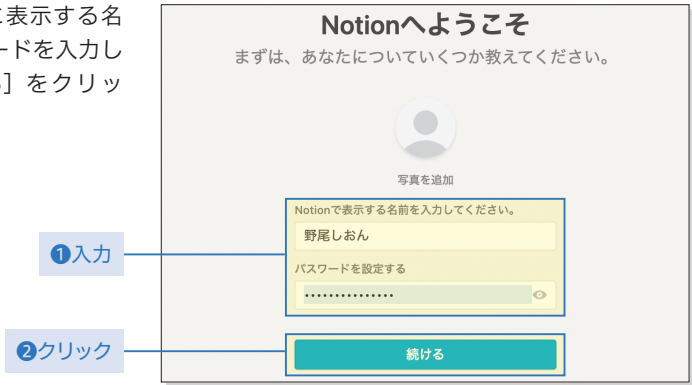 表示する名
ードを入力し
］をクリッ
Notionへようこそ
まずは、あなたについていくつか教えてください。
写真を追加
Notionで表示する名前を入力してください。
野尾しおん
パスワードを設定する
•••••••••••••••
続ける
❶入力
❷クリック